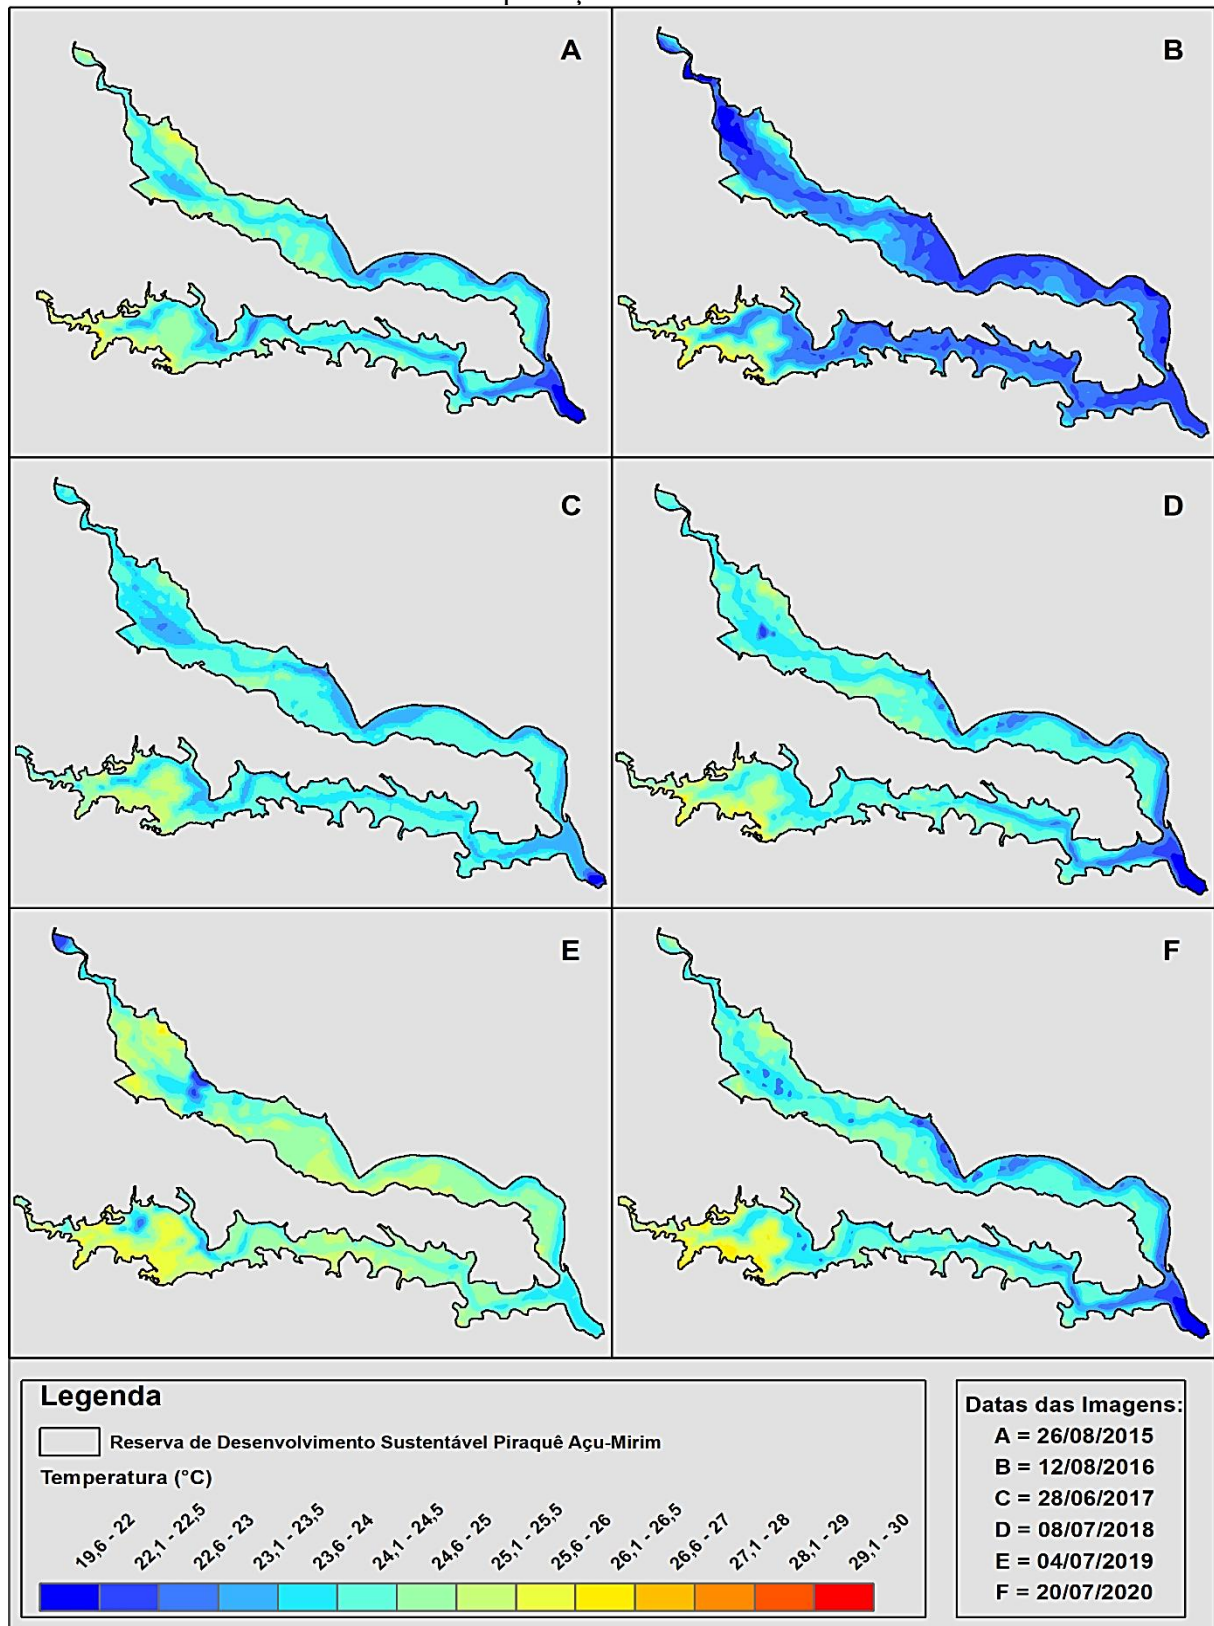 A
B
C
D
E
F
Legenda
Reserva de Desenvolvimento Sustentável Piraquê Açu-Mirim
Temperatura (°C)
19,6 - 22
22,1 - 22,5
22,6 - 23
23,1 - 23,5
23,6 - 24
24,1 - 24,5
24,6 - 25
25,1 - 25,5
25,6 - 26
26,1 - 26,5
26,6 - 27
27,1 - 28
28,1 - 29
29,1 - 30
Datas das Imagens:
A = 26/08/2015
B = 12/08/2016
C = 28/06/2017
D = 08/07/2018
E = 04/07/2019
F = 20/07/2020